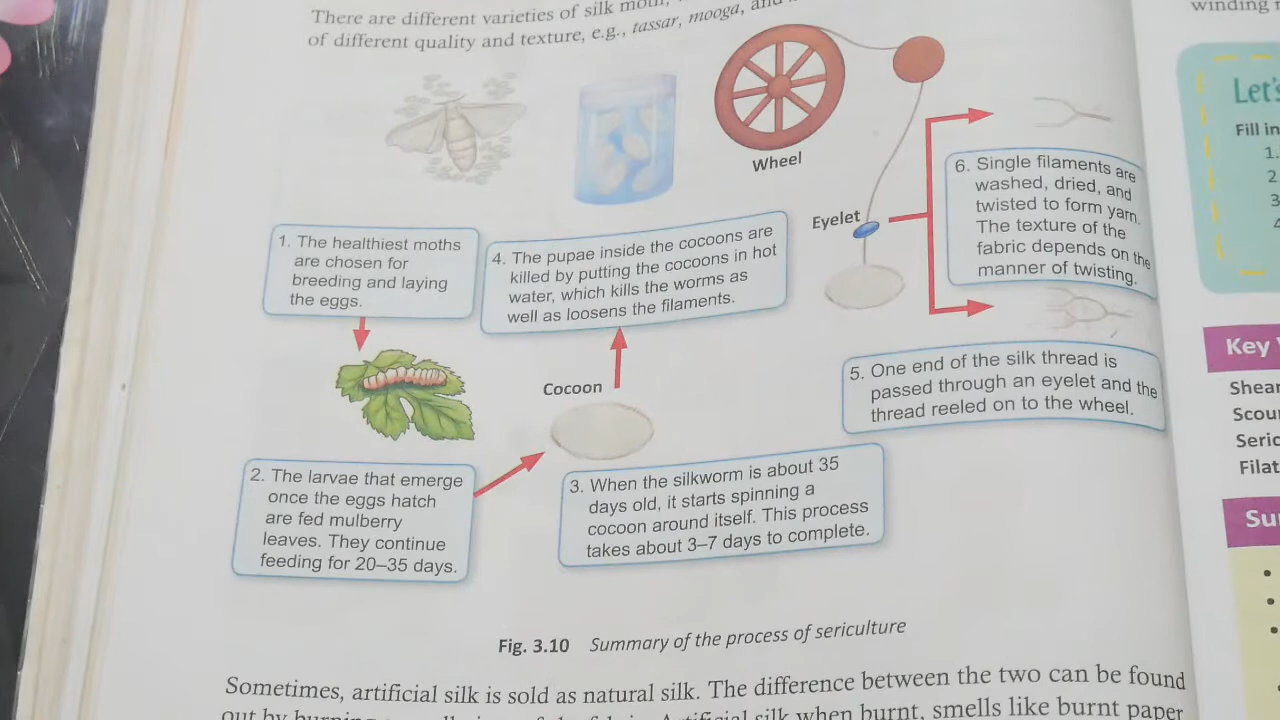 There are different varieties of silk moth,
of different quality and texture, e.g., tassar, mooga, and
Wheel
Eyelet
1. The healthiest moths
are chosen for
breeding and laying
the eggs.
4. The pupae inside the cocoons are
killed by putting the cocoons in hot
water, which kills the worms as
well as loosens the filaments.
6. Single filaments are
washed, dried, and
twisted to form yarn.
The texture of the
fabric depends on the
manner of twisting.
Cocoon
5. One end of the silk thread is
passed through an eyelet and the
thread reeled on to the wheel.
2. The larvae that emerge
once the eggs hatch
are fed mulberry
leaves. They continue
feeding for 20–35 days.
3. When the silkworm is about 35
days old, it starts spinning a
cocoon around itself. This process
takes about 3–7 days to complete.
Fig. 3.10 Summary of the process of sericulture
Sometimes, artificial silk is sold as natural silk. The difference between the two can be found
out by silk when burnt, smells like burnt paper
winding
Let's
Fill in
1.
2
3
4
Key
Shear
Scou
Seric
Filat
Su